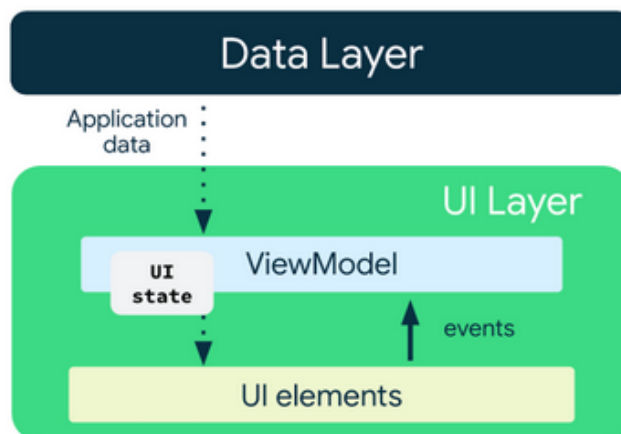 Data Layer
Application
data
UI Layer
ViewModel
UI
state
events
UI elements